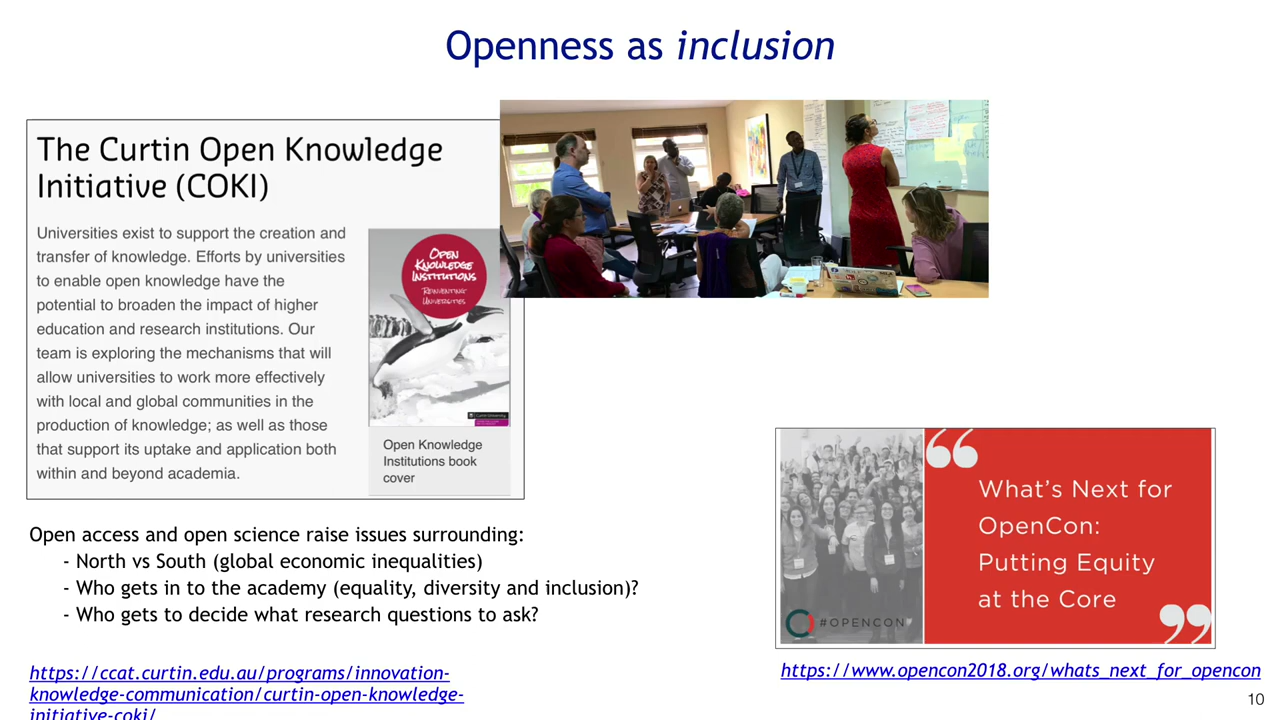 Openness as inclusion
The Curtin Open Knowledge
Initiative (COKI)
Universities exist to support the creation and
transfer of knowledge. Efforts by universities
to enable open knowledge have the
potential to broaden the impact of higher
education and research institutions. Our
team is exploring the mechanisms that will
allow universities to work more effectively
with local and global communities in the
production of knowledge; as well as those
that support its uptake and application both
within and beyond academia.
OPEN
KNOWLEDGE
INSTITUTIONS
REINVENTING
UNIVERSITIES
Curtin University
Open Knowledge
Institutions book
cover
Open access and open science raise issues surrounding:
- North vs South (global economic inequalities)
- Who gets in to the academy (equality, diversity and inclusion)?
- Who gets to decide what research questions to ask?
https://ccat.curtin.edu.au/programs/innovation-
knowledge-communication/curtin-open-knowledge-
initiative-coki/
“
What's Next for
OpenCon:
Putting Equity
at the Core
”
#OPENCON
https://www.opencon2018.org/whats_next_for_opencon
10